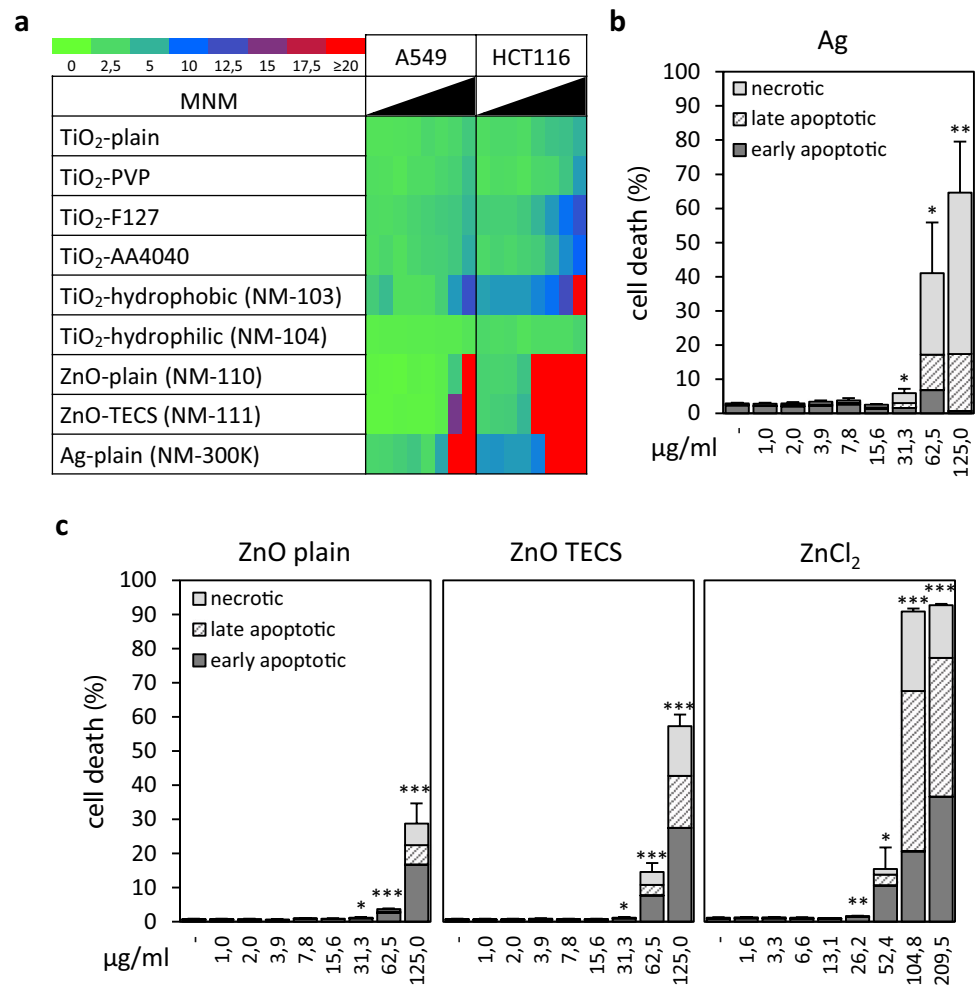 a
0 2,5 5 10 12,5 15 17,5 ≥20
A549 HCT116
MNM
TiO₂-plain
TiO₂-PVP
TiO₂-F127
TiO₂-AA4040
TiO₂-hydrophobic (NM-103)
TiO₂-hydrophilic (NM-104)
ZnO-plain (NM-110)
ZnO-TECS (NM-111)
Ag-plain (NM-300K)
b
Ag
cell death (%)
100
90
80
70
60
50
40
30
20
10
0
necrotic
late apoptotic
early apoptotic
* * **
µg/ml
- 1,0 2,0 3,9 7,8 15,6 31,3 62,5 125,0
c
ZnO plain
cell death (%)
100
90
80
70
60
50
40
30
20
10
0
necrotic
late apoptotic
early apoptotic
* *** ***
µg/ml
- 1,0 2,0 3,9 7,8 15,6 31,3 62,5 125,0
ZnO TECS
* *** ***
- 1,0 2,0 3,9 7,8 15,6 31,3 62,5 125,0
ZnCl₂
** * *** ***
- 1,6 3,3 6,6 13,1 26,2 52,4 104,8 209,5